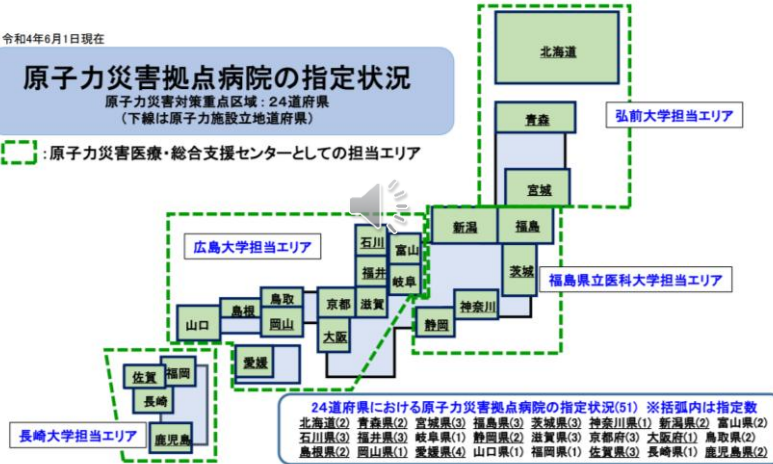 令和4年6月1日現在
原子力災害拠点病院の指定状況
原子力災害対策重点区域：24道府県
（下線は原子力施設立地道府県）
：原子力災害医療・総合支援センターとしての担当エリア
北海道
青森
弘前大学担当エリア
宮城
新潟
福島
石川
富山
広島大学担当エリア
福井
岐阜
茨城
福島県立医科大学担当エリア
鳥取
京都
滋賀
神奈川
島根
岡山
山口
静岡
大阪
愛媛
佐賀
福岡
長崎
長崎大学担当エリア
鹿児島
24道府県における原子力災害拠点病院の指定状況(51) ※括弧内は指定数
北海道(2) 青森県(2) 宮城県(3) 福島県(3) 茨城県(3) 神奈川県(1) 新潟県(2) 富山県(2)
石川県(3) 福井県(3) 岐阜県(1) 静岡県(2) 滋賀県(3) 京都府(3) 大阪府(1) 鳥取県(2)
島根県(2) 岡山県(1) 愛媛県(4) 山口県(1) 福岡県(1) 佐賀県(3) 長崎県(1) 鹿児島県(2)